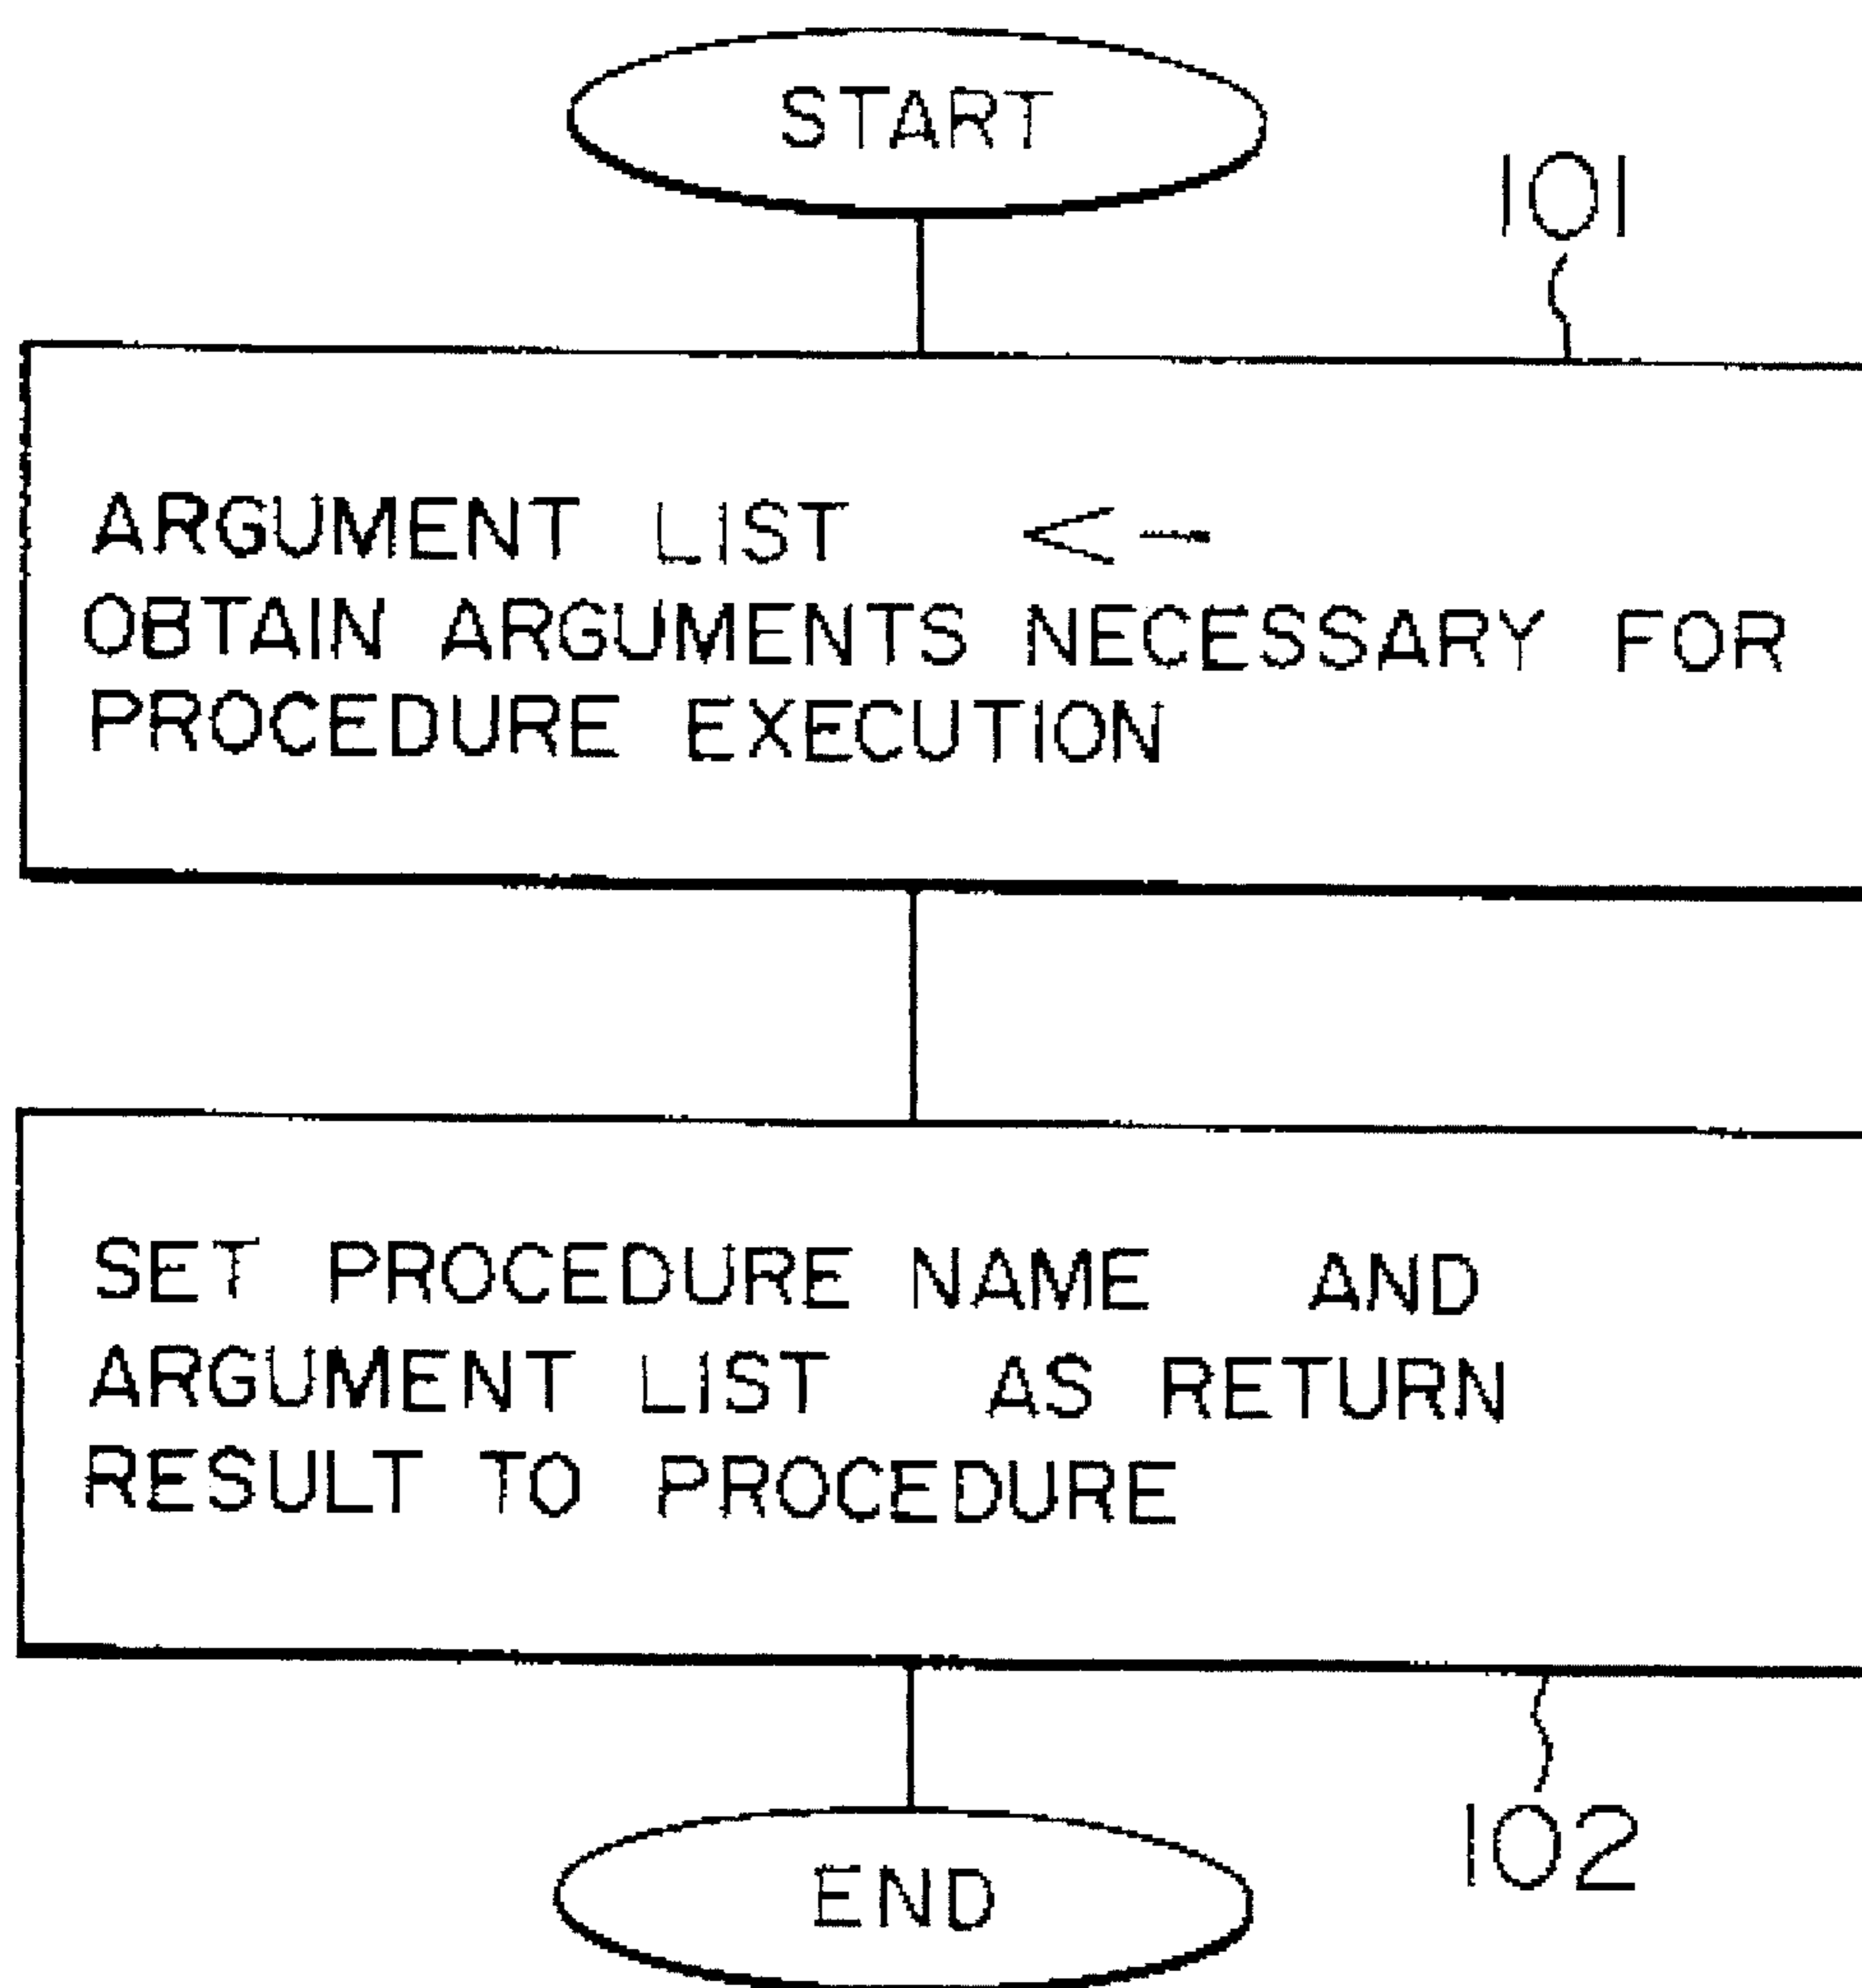 START
101
ARGUMENT LIST <--
OBTAIN ARGUMENTS NECESSARY FOR
PROCEDURE EXECUTION
SET PROCEDURE NAME AND
ARGUMENT LIST AS RETURN
RESULT TO PROCEDURE
102
END